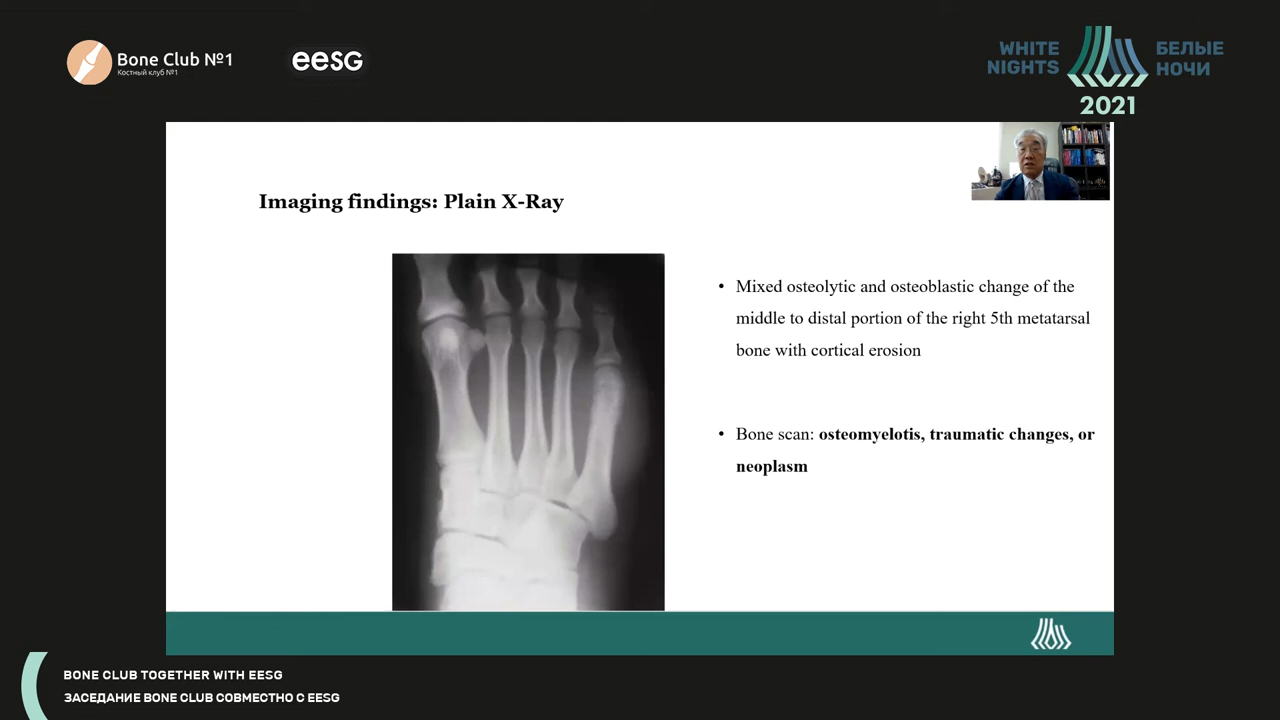 Bone Club №1
Костный клуб №1
eesg
WHITE NIGHTS
БЕЛЫЕ НОЧИ
2021
Imaging findings: Plain X-Ray
• Mixed osteolytic and osteoblastic change of the
middle to distal portion of the right 5th metatarsal
bone with cortical erosion
• Bone scan: osteomyelotis, traumatic changes, or
neoplasm
BONE CLUB TOGETHER WITH EESG
ЗАСЕДАНИЕ BONE CLUB СОВМЕСТНО С EESG